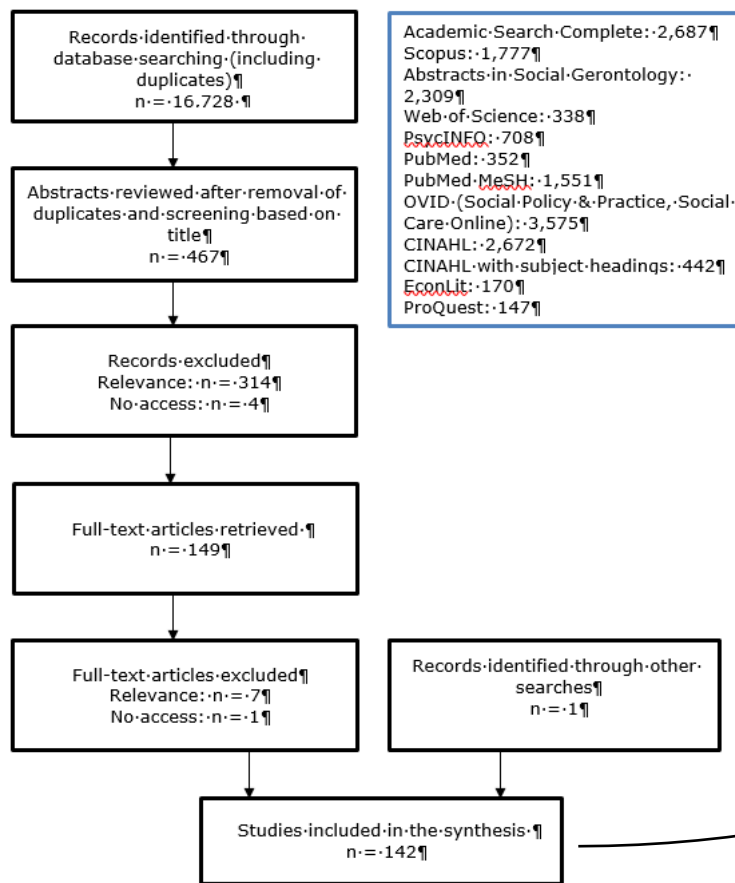 Records·identified·through·
database·searching·(including·
duplicates)¶
n·=·16.728·¶
Academic·Search·Complete:·2,687¶
Scopus:·1,777¶
Abstracts·in·Social·Gerontology:·
2,309¶
Web·of·Science:·338¶
PsycINFO:·708¶
PubMed:·352¶
PubMed·MeSH:·1,551¶
OVID·(Social·Policy·&·Practice,·Social·
Care·Online):·3,575¶
CINAHL:·2,672¶
CINAHL·with·subject·headings:·442¶
EconLit:·170¶
ProQuest:·147¶
Abstracts·reviewed·after·removal·of·
duplicates·and·screening·based·on·
title¶
n·=·467¶
Records·excluded¶
Relevance:·n·=·314¶
No·access:·n·=·4¶
Full-text·articles·retrieved·¶
n·=·149¶
Full-text·articles·excluded¶
Relevance:·n·=·7¶
No·access:·n·=·1¶
Records·identified·through·other·
searches¶
n·=·1¶
Studies·included·in·the·synthesis·¶
n·=·142¶